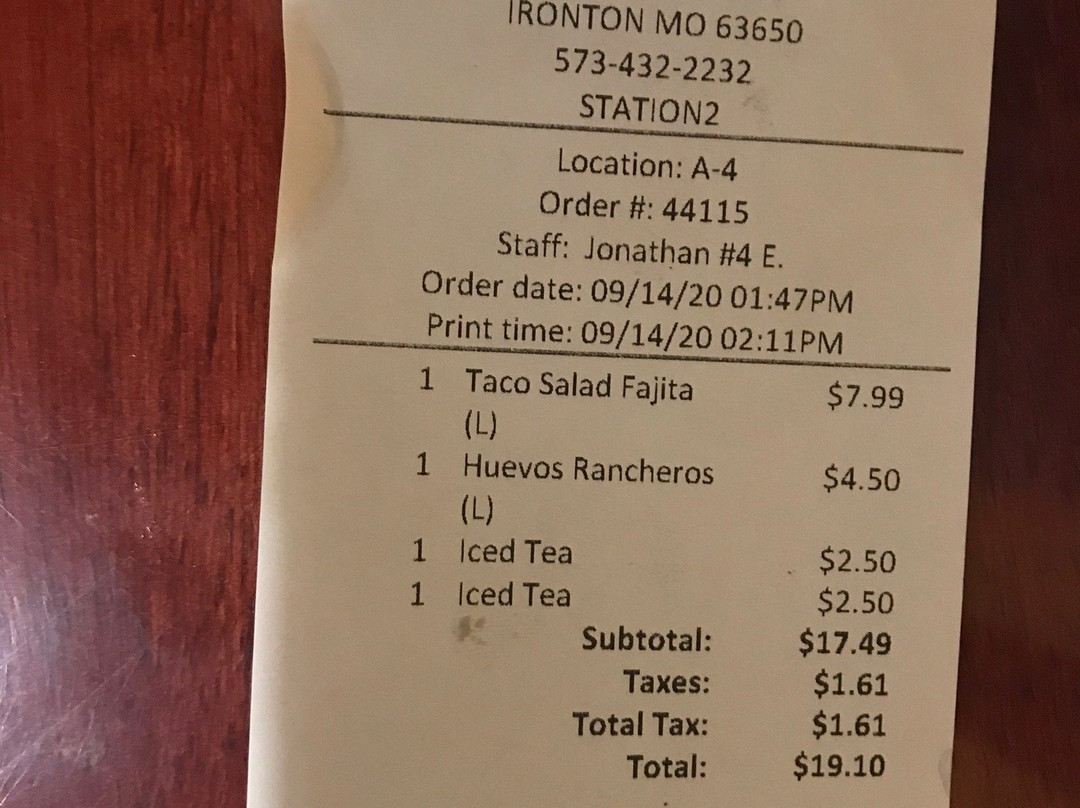 IRONTON MO 63650
573-432-2232
STATION2
Location: A-4
Order #: 44115
Staff: Jonathan #4 E.
Order date: 09/14/20 01:47PM
Print time: 09/14/20 02:11PM
1 Taco Salad Fajita $7.99
(L)
1 Huevos Rancheros $4.50
(L)
1 Iced Tea $2.50
1 Iced Tea $2.50
Subtotal: $17.49
Taxes: $1.61
Total Tax: $1.61
Total: $19.10